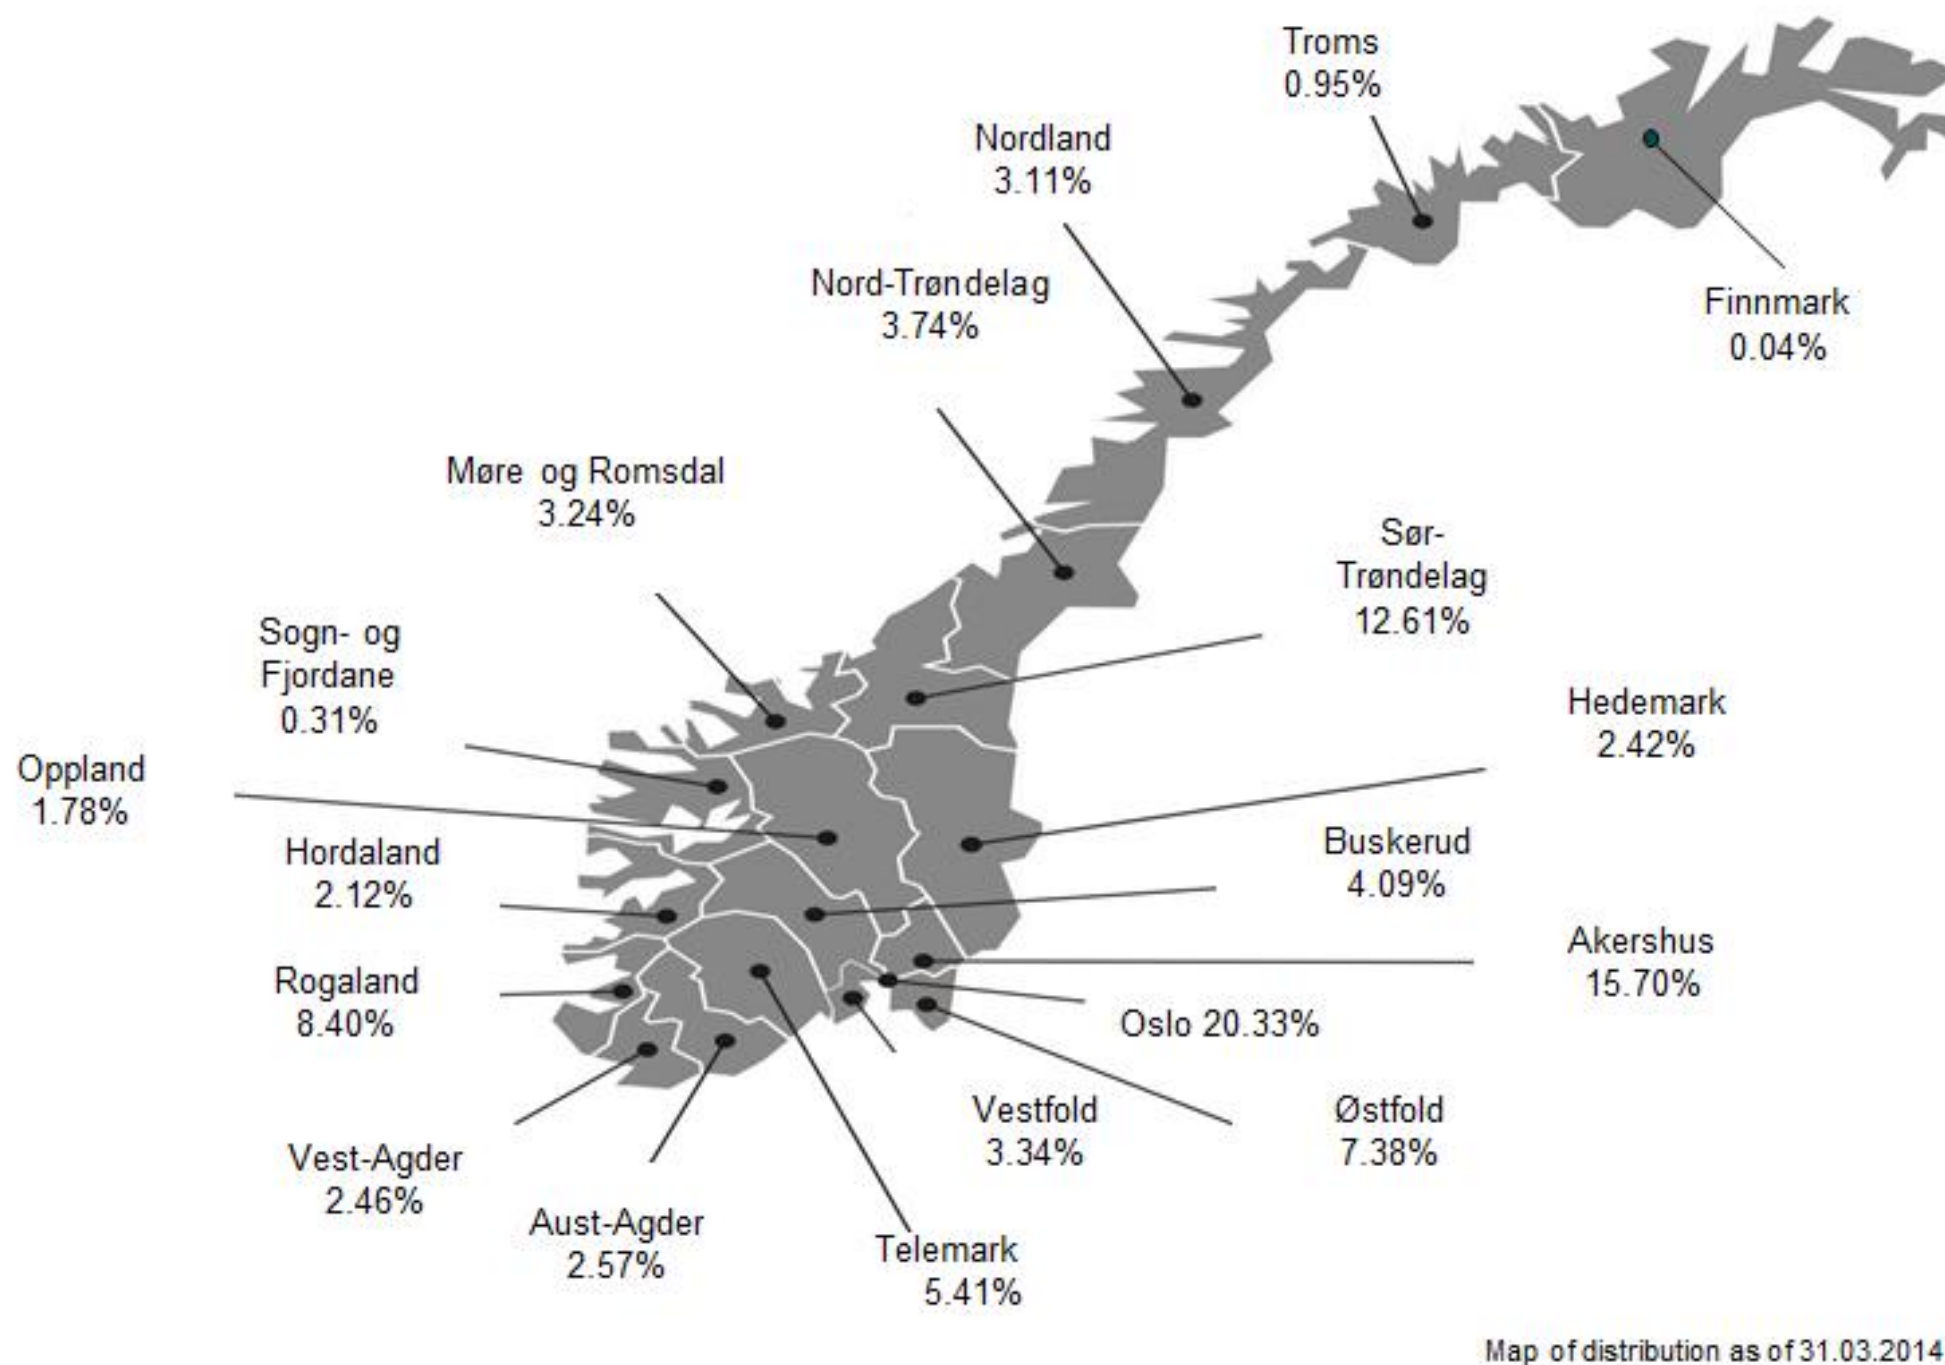 Troms
0.95%
Nordland
3.11%
Nord-Trøndelag
3.74%
Finnmark
0.04%
Møre og Romsdal
3.24%
Sør-
Trøndelag
12.61%
Sogn- og
Fjordane
0.31%
Hedemark
2.42%
Oppland
1.78%
Hordaland
2.12%
Buskerud
4.09%
Akershus
15.70%
Rogaland
8.40%
Oslo 20.33%
Vestfold
3.34%
Østfold
7.38%
Vest-Agder
2.46%
Aust-Agder
2.57%
Telemark
5.41%
Map of distribution as of 31.03.2014